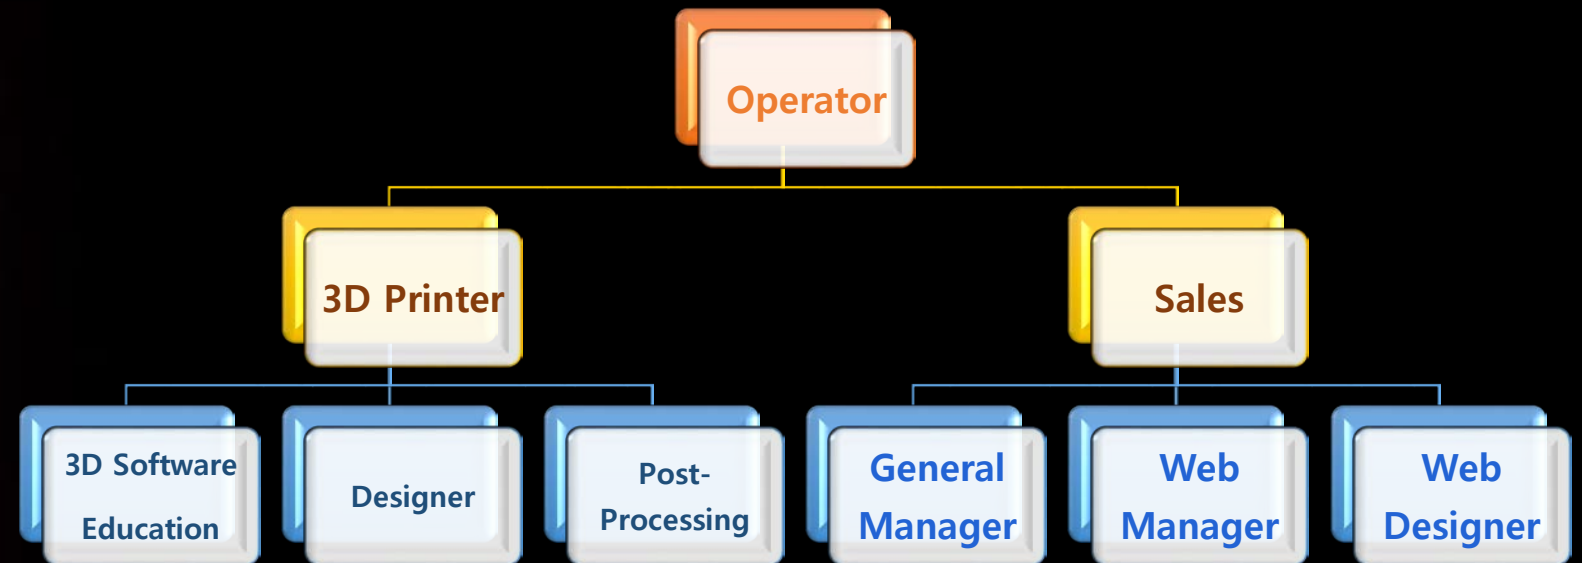 Operator
3D Printer
Sales
3D Software
Education
Designer
Post-
Processing
General
Manager
Web
Manager
Web
Designer